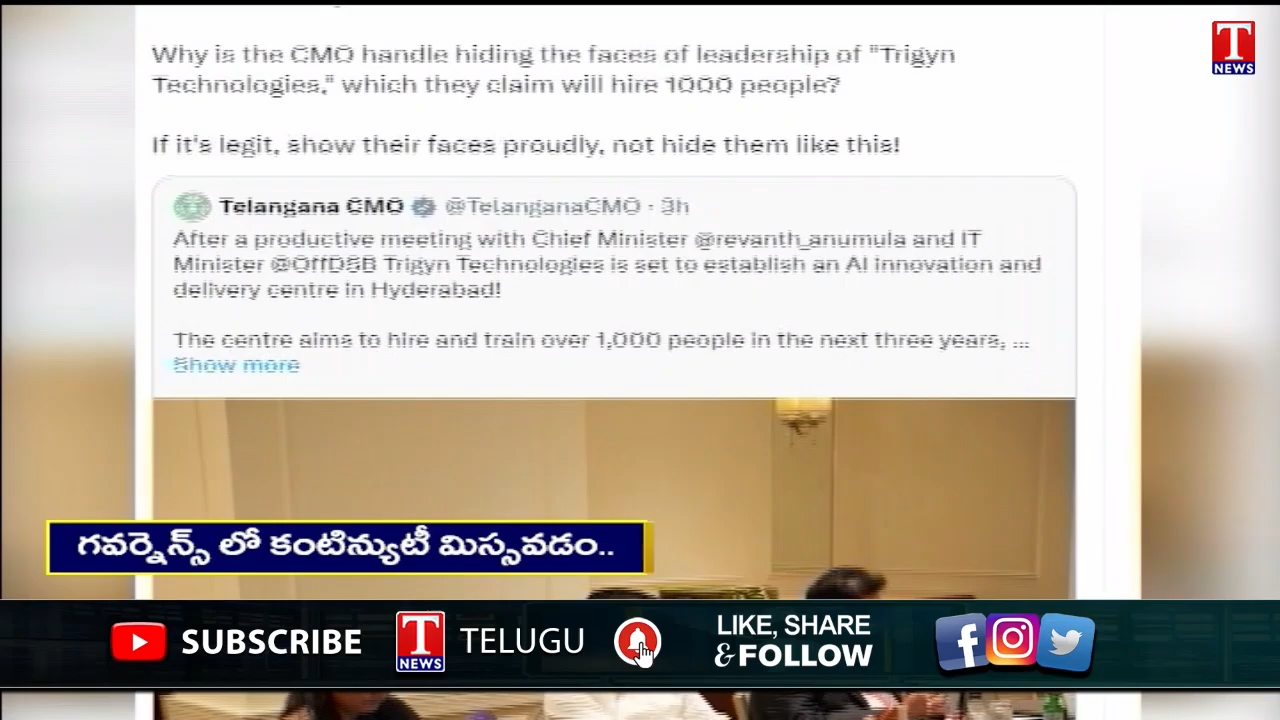 Why is the CMO handle hiding the faces of leadership of "Trigyn
Technologies," which they claim will hire 1000 people?
If it's legit, show their faces proudly, not hide them like this!
Telangana CMO @TelanganaCMO · 3h
After a productive meeting with Chief Minister @revanth_anumula and IT
Minister @OffDSB Trigyn Technologies is set to establish an AI innovation and
delivery centre in Hyderabad!
The centre aims to hire and train over 1,000 people in the next three years, ...
Show more
T
NEWS
గవర్నెన్స్ లో కంటిన్యుటీ మిస్సవడం..
SUBSCRIBE
T
NEWS
TELUGU
LIKE, SHARE
& FOLLOW